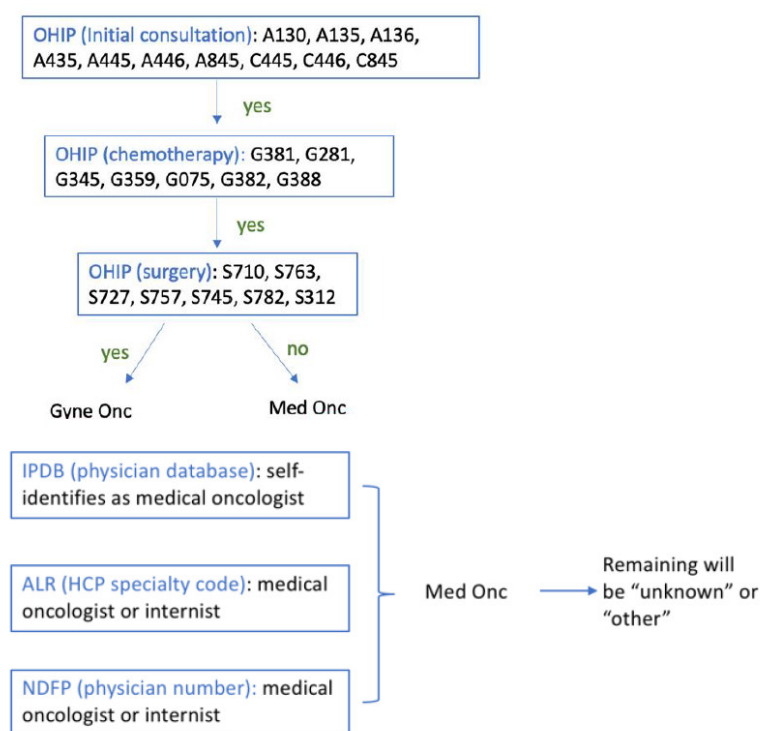 OHIP (Initial consultation): A130, A135, A136,
A435, A445, A446, A845, C445, C446, C845
yes
OHIP (chemotherapy): G381, G281,
G345, G359, G075, G382, G388
yes
OHIP (surgery): S710, S763,
S727, S757, S745, S782, S312
yes
no
Gyne Onc
Med Onc
IPDB (physician database): self-
identifies as medical oncologist
ALR (HCP specialty code): medical
oncologist or internist
NDFP (physician number): medical
oncologist or internist
Med Onc
Remaining will
be “unknown” or
“other”